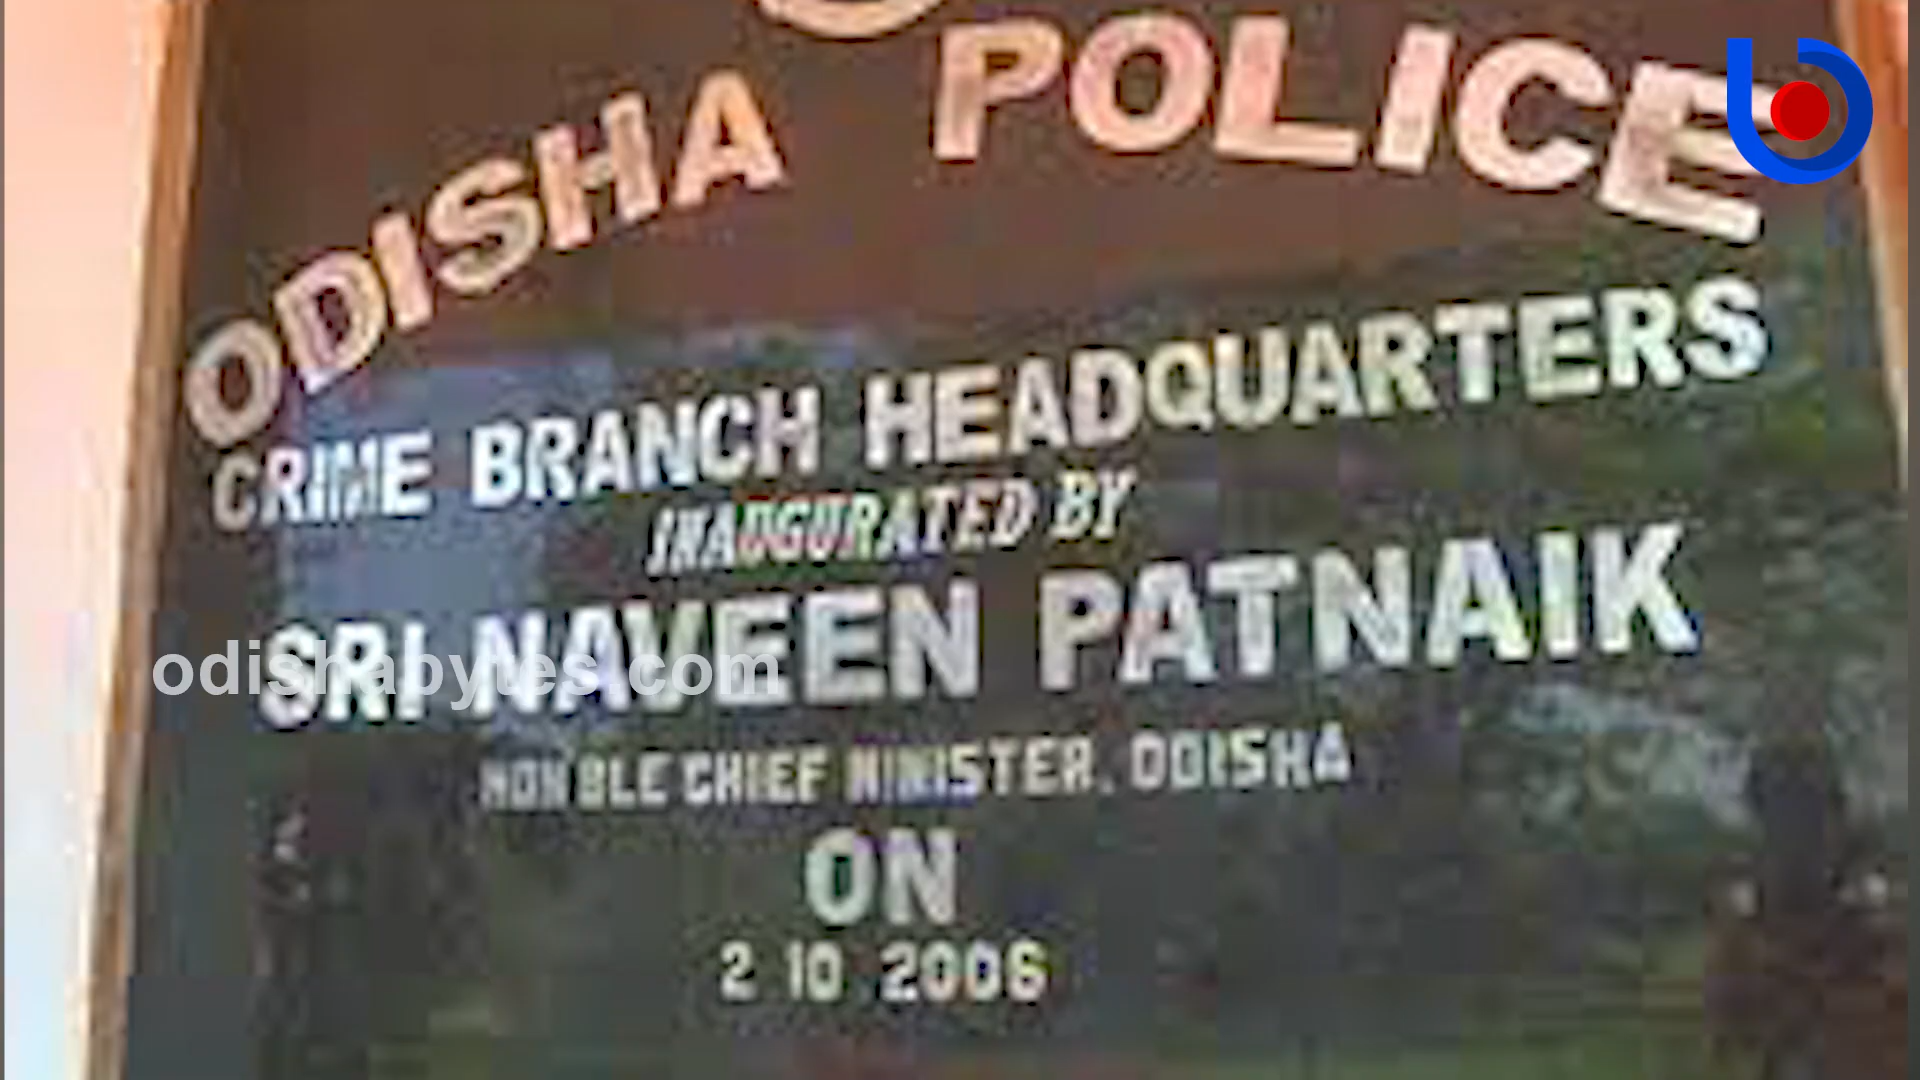 ODISHA POLICE
CRIME BRANCH HEADQUARTERS
INAUGURATED BY
SRI NAVEEN PATNAIK
HON'BLE CHIEF MINISTER, ODISHA
ON
2 10 2006
odishabytes.com